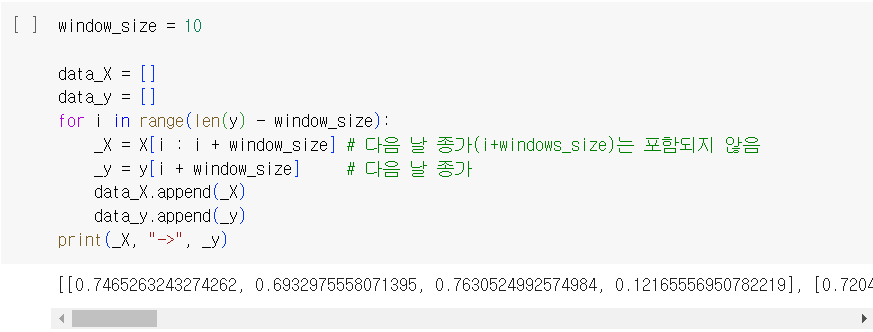 [ ] window_size = 10
data_X = []
data_y = []
for i in range(len(y) - window_size):
_X = X[i : i + window_size] # 다음 날 종가(i+windows_size)는 포함되지 않음
_y = y[i + window_size] # 다음 날 종가
data_X.append(_X)
data_y.append(_y)
print(_X, "->", _y)
[[0.7465263243274262, 0.6932975558071395, 0.7630524992574984, 0.12165556950782219], [0.7204